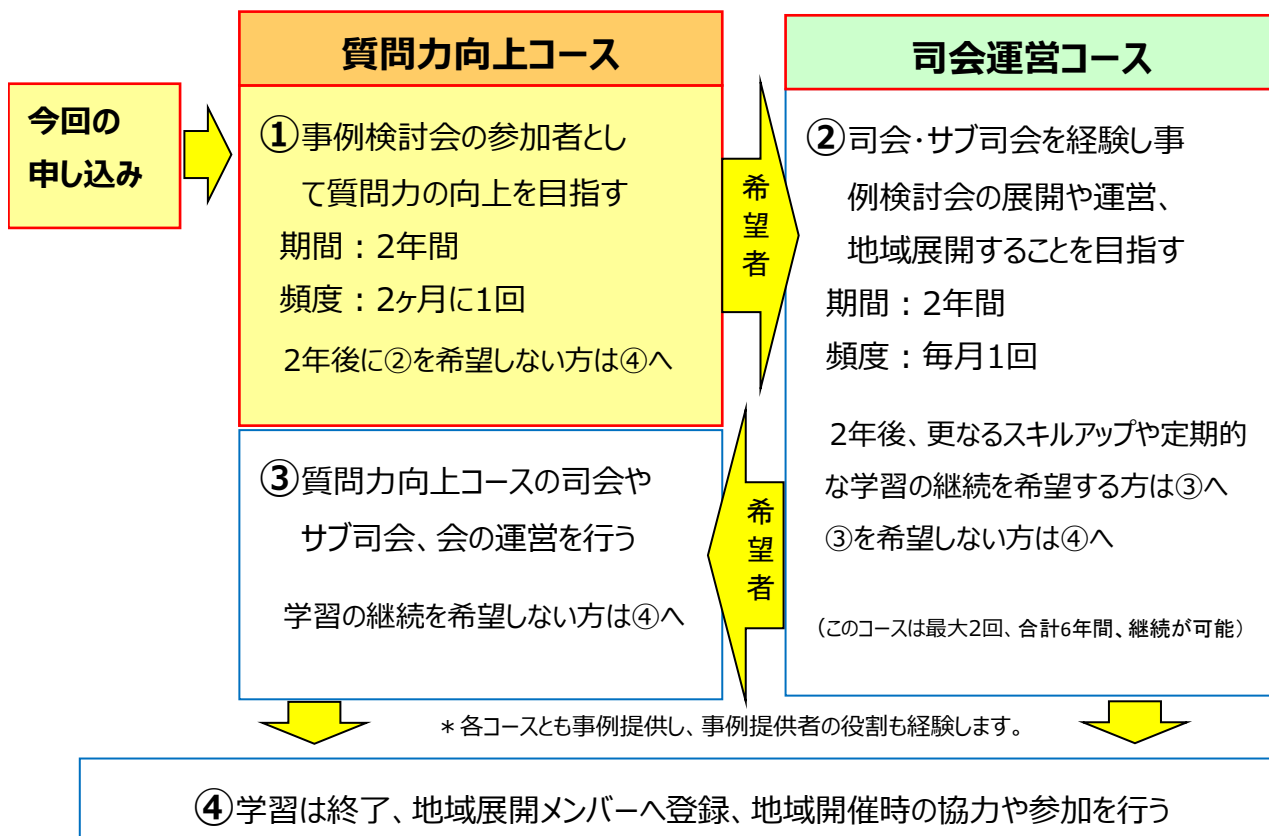 今回の
申し込み
質問力向上コース
①事例検討会の参加者とし
て質問力の向上を目指す
期間：2年間
頻度：2ヶ月に1回
2年後に②を希望しない方は④へ
希望者
司会運営コース
②司会・サブ司会を経験し事
例検討会の展開や運営、
地域展開することを目指す
期間：2年間
頻度：毎月1回
2年後、更なるスキルアップや定期的
な学習の継続を希望する方は③へ
③を希望しない方は④へ
（このコースは最大2回、合計6年間、継続が可能）
希望者
③質問力向上コースの司会や
サブ司会、会の運営を行う
学習の継続を希望しない方は④へ
＊各コースとも事例提供し、事例提供者の役割も経験します。
④学習は終了、地域展開メンバーへ登録、地域開催時の協力や参加を行う